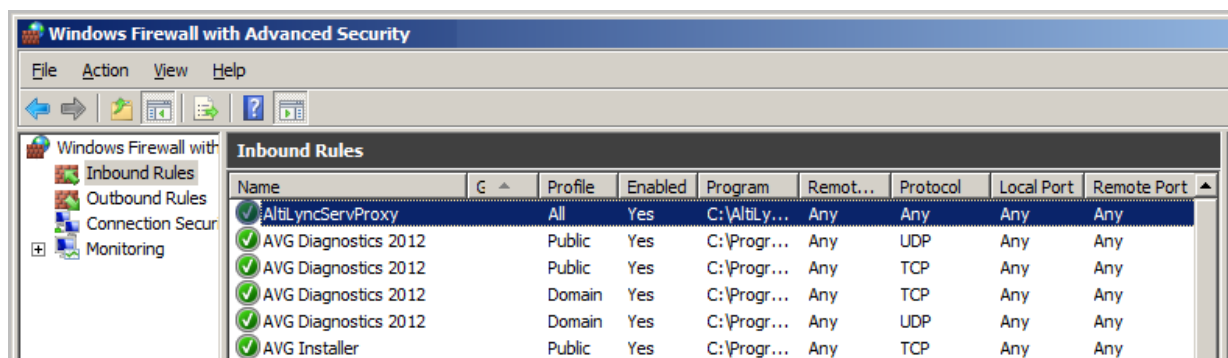 Windows Firewall with Advanced Security
File Action View Help
Windows Firewall with
Inbound Rules
Outbound Rules
Connection Secur
Monitoring
Inbound Rules
Name G Profile Enabled Program Remot... Protocol Local Port Remote Port
AltiLyncServProxy All Yes C:\AltiLy... Any Any Any Any
AVG Diagnostics 2012 Public Yes C:\Progr... Any UDP Any Any
AVG Diagnostics 2012 Public Yes C:\Progr... Any TCP Any Any
AVG Diagnostics 2012 Domain Yes C:\Progr... Any TCP Any Any
AVG Diagnostics 2012 Domain Yes C:\Progr... Any UDP Any Any
AVG Installer Public Yes C:\Progr... Any TCP Any Any